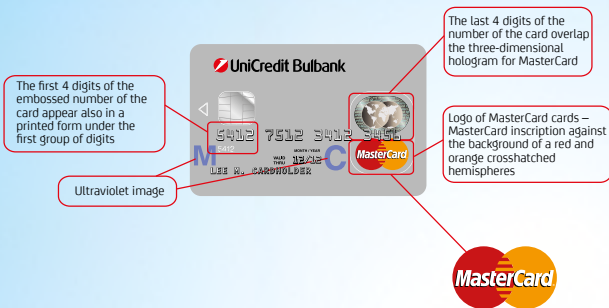 The last 4 digits of the
number of the card overlap
the three-dimensional
hologram for MasterCard
UniCredit Bulbank
The first 4 digits of the
embossed number of the
card appear also in a
printed form under the
first group of digits
5412 7512 3412 3456
5412
MONTH/YEAR
VALID
THRU 12/12
M C
LEE M. CARDHOLDER
MasterCard
Logo of MasterCard cards –
MasterCard inscription against
the background of a red and
orange crosshatched
hemispheres
Ultraviolet image
MasterCard